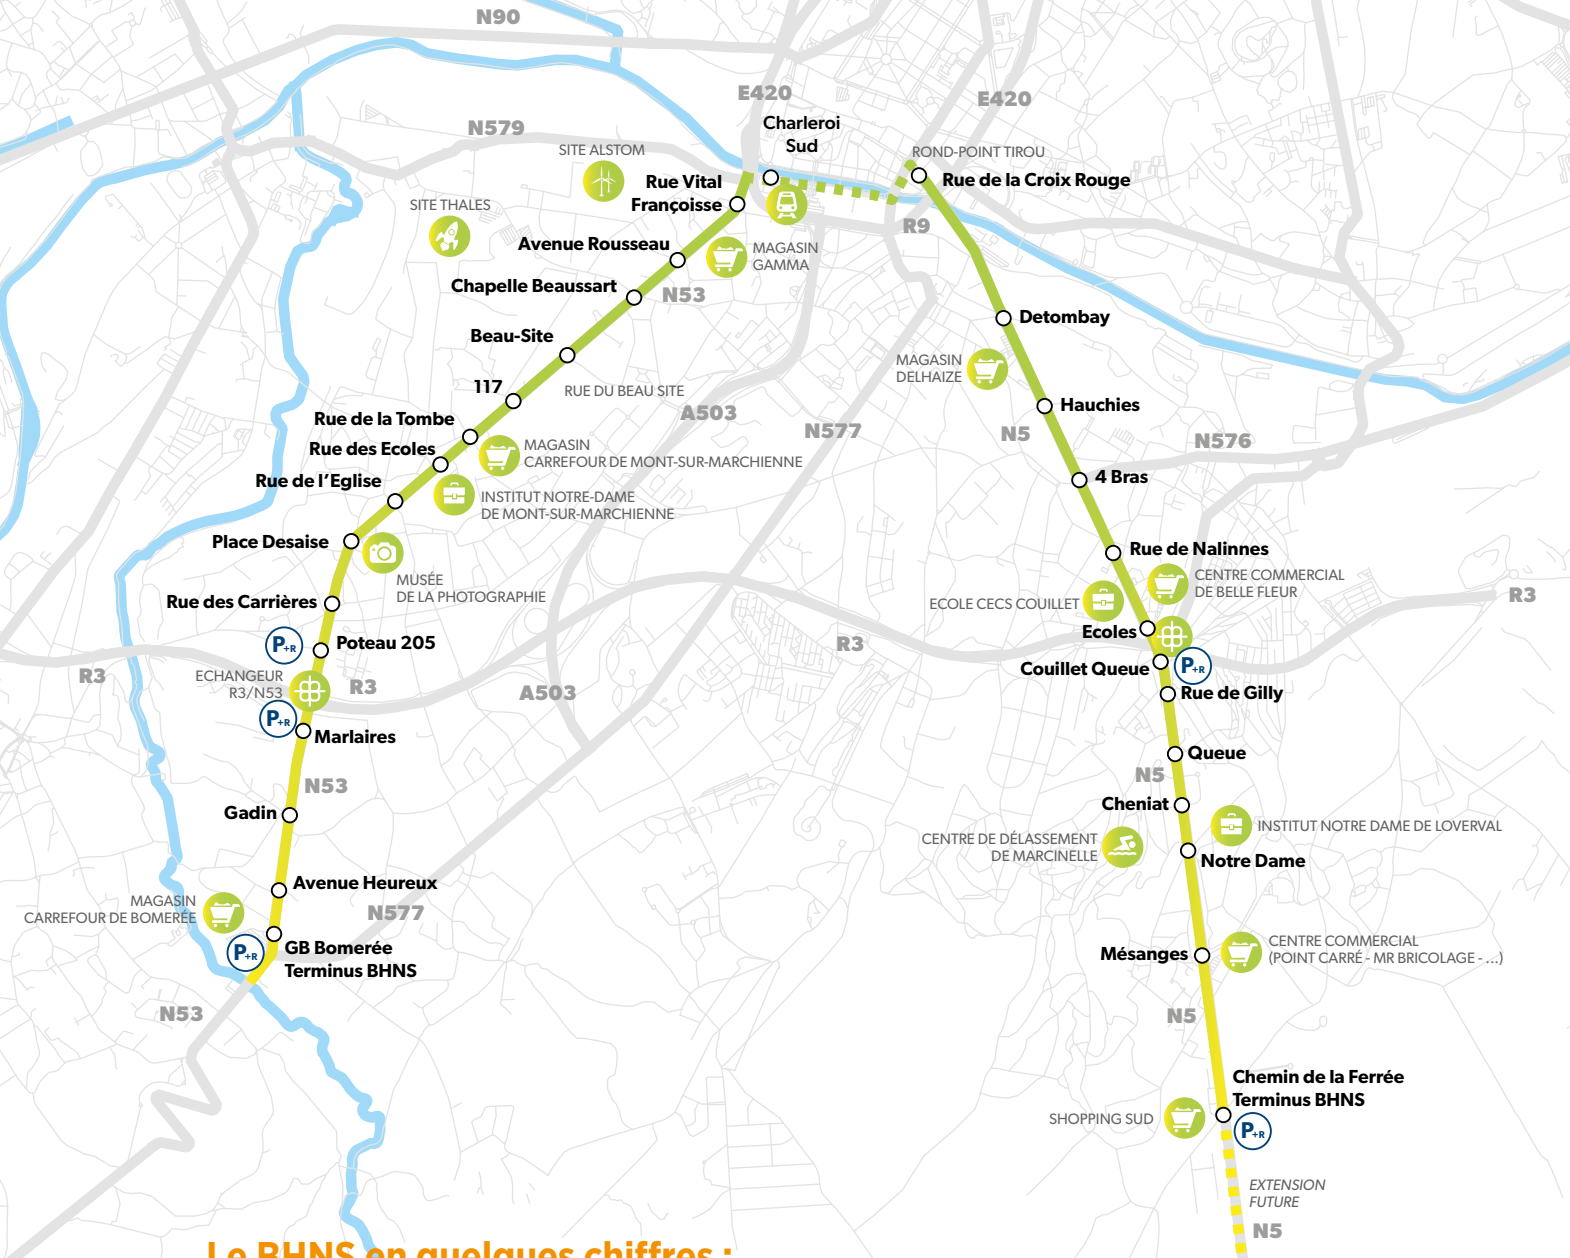 N90
E420
E420
Charleroi
Sud
N579
SITE ALSTOM
ROND-POINT TIROU
Rue Vital
Françoisse
Rue de la Croix Rouge
SITE THALES
R9
Avenue Rousseau
MAGASIN
GAMMA
Chapelle Beaussart
N53
Detombay
Beau-Site
MAGASIN
DELHAIZE
117
RUE DU BEAU SITE
Hauchies
Rue de la Tombe
A503
N577
N5
N576
Rue des Ecoles
MAGASIN
CARREFOUR DE MONT-SUR-MARCHIENNE
Rue de l'Eglise
4 Bras
INSTITUT NOTRE-DAME
DE MONT-SUR-MARCHIENNE
Place Desaise
Rue de Nalinnes
MUSÉE
DE LA PHOTOGRAPHIE
CENTRE COMMERCIAL
DE BELLE FLEUR
Rue des Carrières
ECOLE CECS COUILLET
R3
P+R
Poteau 205
R3
Ecoles
Couillet Queue
P+R
R3
ECHANGEUR
R3/N53
R3
A503
Rue de Gilly
P+R
Marlaires
Queue
N53
N5
Gadin
Cheniat
CENTRE DE DÉLASSEMENT
DE MARCINELLE
INSTITUT NOTRE DAME DE LOVERVAL
Notre Dame
Avenue Heureux
MAGASIN
CARREFOUR DE BOMERÉE
N577
P+R
GB Bomerée
Terminus BHNS
Mésanges
CENTRE COMMERCIAL
(POINT CARRÉ - MR BRICOLAGE - ...)
N53
N5
Chemin de la Ferrée
Terminus BHNS
SHOPPING SUD
P+R
EXTENSION
FUTURE
N5
Le BHNS en quelques chiffres :